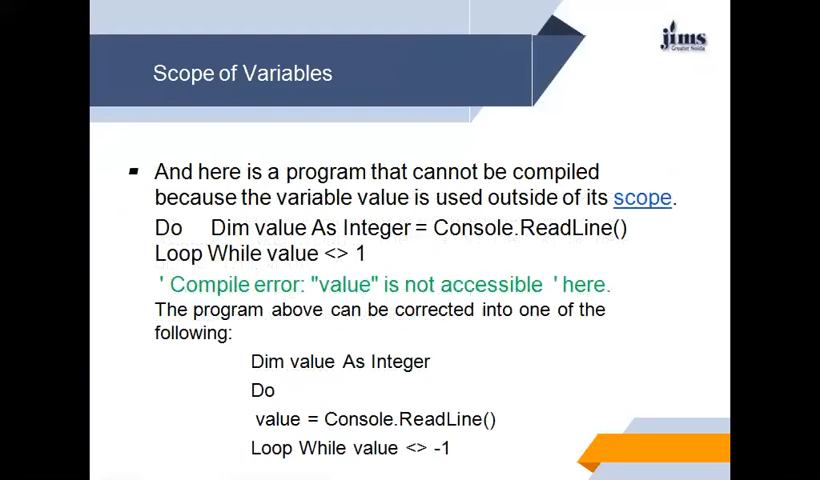 jims
Greater Noida
Scope of Variables
And here is a program that cannot be compiled
because the variable value is used outside of its scope.
Do Dim value As Integer = Console.ReadLine()
Loop While value <> 1
' Compile error: "value" is not accessible ' here.
The program above can be corrected into one of the
following:
Dim value As Integer
Do
value = Console.ReadLine()
Loop While value <> -1